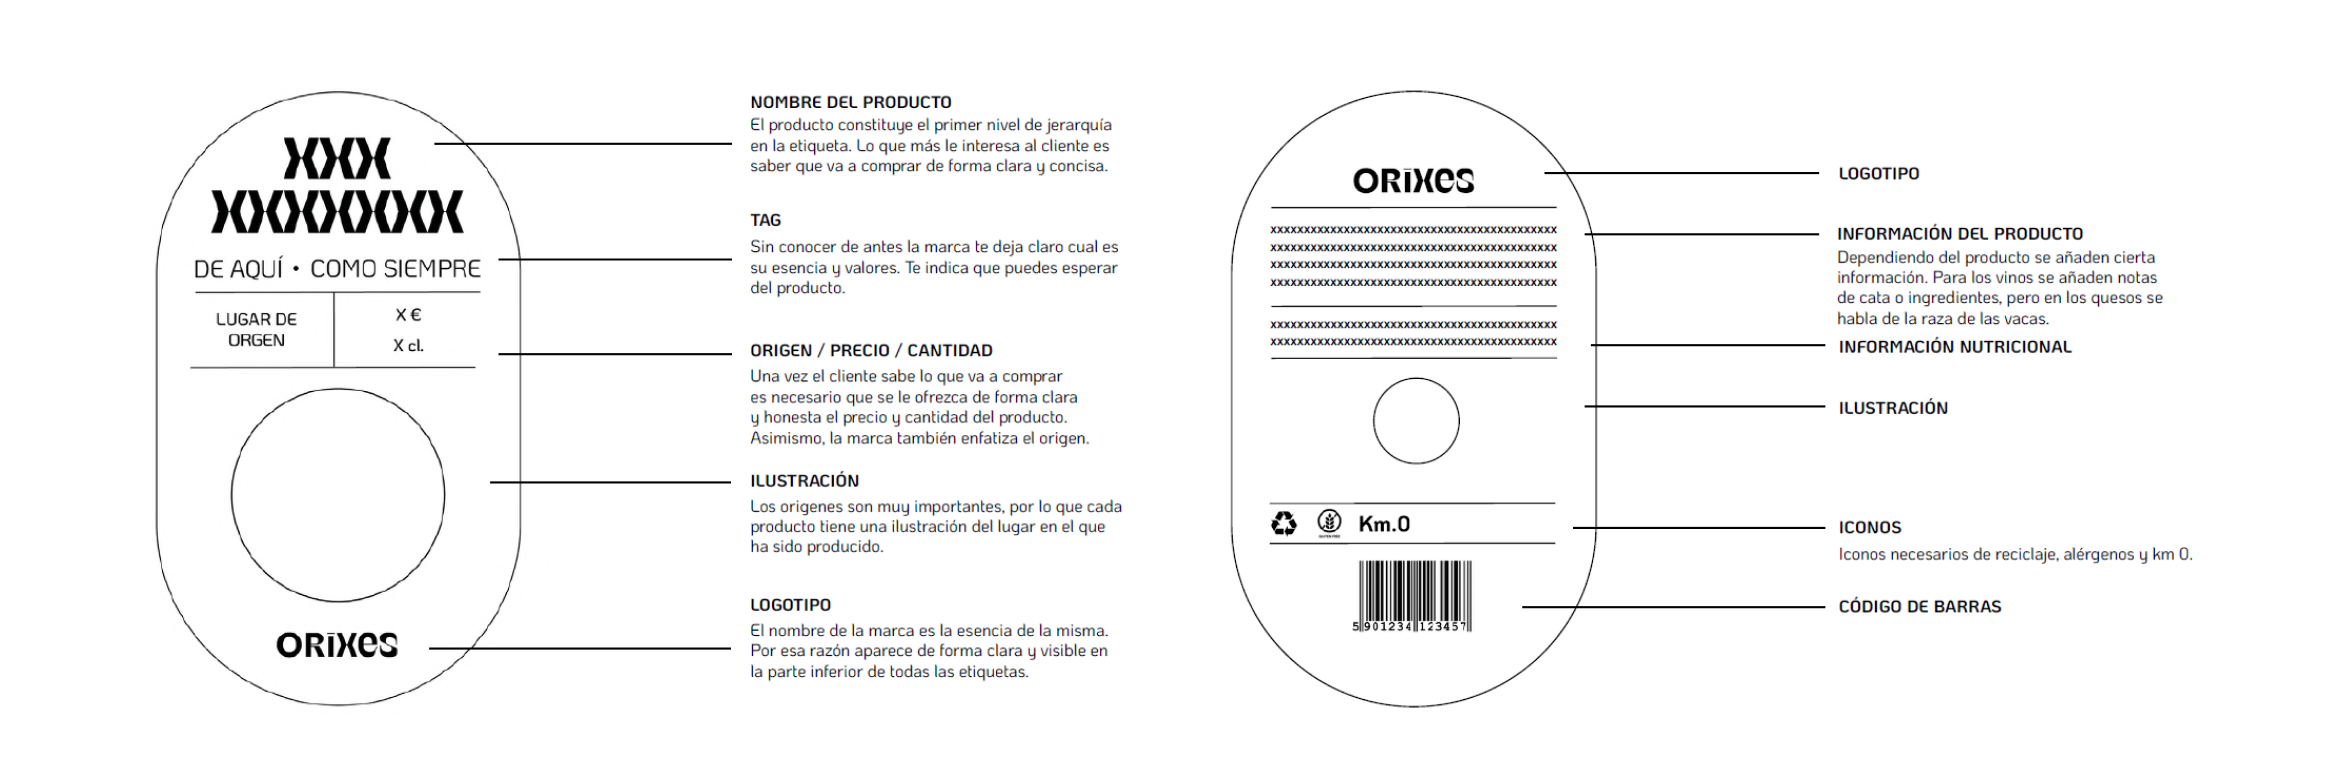 XXX
XXXXXXX
DE AQUÍ • COMO SIEMPRE
LUGAR DE
ORGEN
X €
X cl.
ORIXES
NOMBRE DEL PRODUCTO
El producto constituye el primer nivel de jerarquía
en la etiqueta. Lo que más le interesa al cliente es
saber que va a comprar de forma clara y concisa.
TAG
Sin conocer de antes la marca te deja claro cual es
su esencia y valores. Te indica que puedes esperar
del producto.
ORIGEN / PRECIO / CANTIDAD
Una vez el cliente sabe lo que va a comprar
es necesario que se le ofrezca de forma clara
y honesta el precio y cantidad del producto.
Asimismo, la marca también enfatiza el origen.
ILUSTRACIÓN
Los origenes son muy importantes, por lo que cada
producto tiene una ilustración del lugar en el que
ha sido producido.
LOGOTIPO
El nombre de la marca es la esencia de la misma.
Por esa razón aparece de forma clara y visible en
la parte inferior de todas las etiquetas.
ORIXES
xxxxxxxxxxxxxxxxxxxxxxxxxxxxxxxxxxxxxxxxxxx
xxxxxxxxxxxxxxxxxxxxxxxxxxxxxxxxxxxxxxxxxxx
xxxxxxxxxxxxxxxxxxxxxxxxxxxxxxxxxxxxxxxxxxx
xxxxxxxxxxxxxxxxxxxxxxxxxxxxxxxxxxxxxxxxxxx
xxxxxxxxxxxxxxxxxxxxxxxxxxxxxxxxxxxxxxxxxxx
xxxxxxxxxxxxxxxxxxxxxxxxxxxxxxxxxxxxxxxxxxx
GLUTEN FREE
Km.0
5 901234 123457
LOGOTIPO
INFORMACIÓN DEL PRODUCTO
Dependiendo del producto se añaden cierta
información. Para los vinos se añaden notas
de cata o ingredientes, pero en los quesos se
habla de la raza de las vacas.
INFORMACIÓN NUTRICIONAL
ILUSTRACIÓN
ICONOS
Iconos necesarios de reciclaje, alérgenos y km 0.
CÓDIGO DE BARRAS